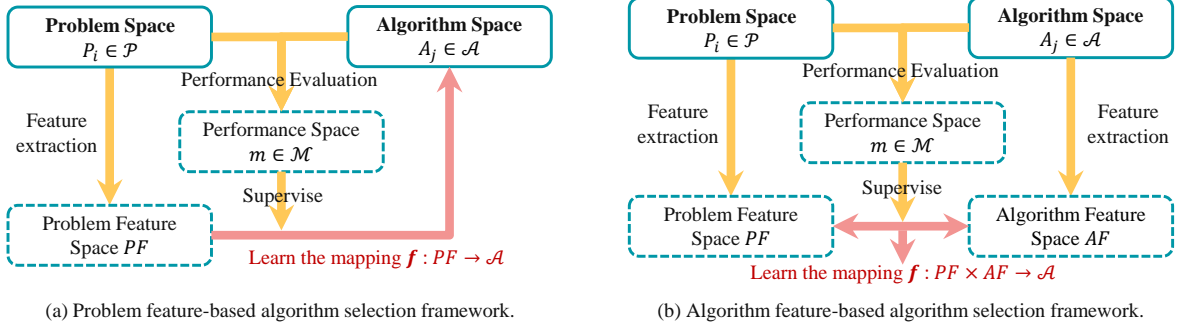 Problem Space
P_i ∈ 𝒫
Algorithm Space
A_j ∈ 𝒜
Performance Evaluation
Feature
extraction
Performance Space
m ∈ ℳ
Supervise
Problem Feature
Space PF
Learn the mapping f : PF → 𝒜
(a) Problem feature-based algorithm selection framework.
Problem Space
P_i ∈ 𝒫
Algorithm Space
A_j ∈ 𝒜
Performance Evaluation
Feature
extraction
Feature
extraction
Performance Space
m ∈ ℳ
Supervise
Problem Feature
Space PF
Algorithm Feature
Space AF
Learn the mapping f : PF × AF → 𝒜
(b) Algorithm feature-based algorithm selection framework.